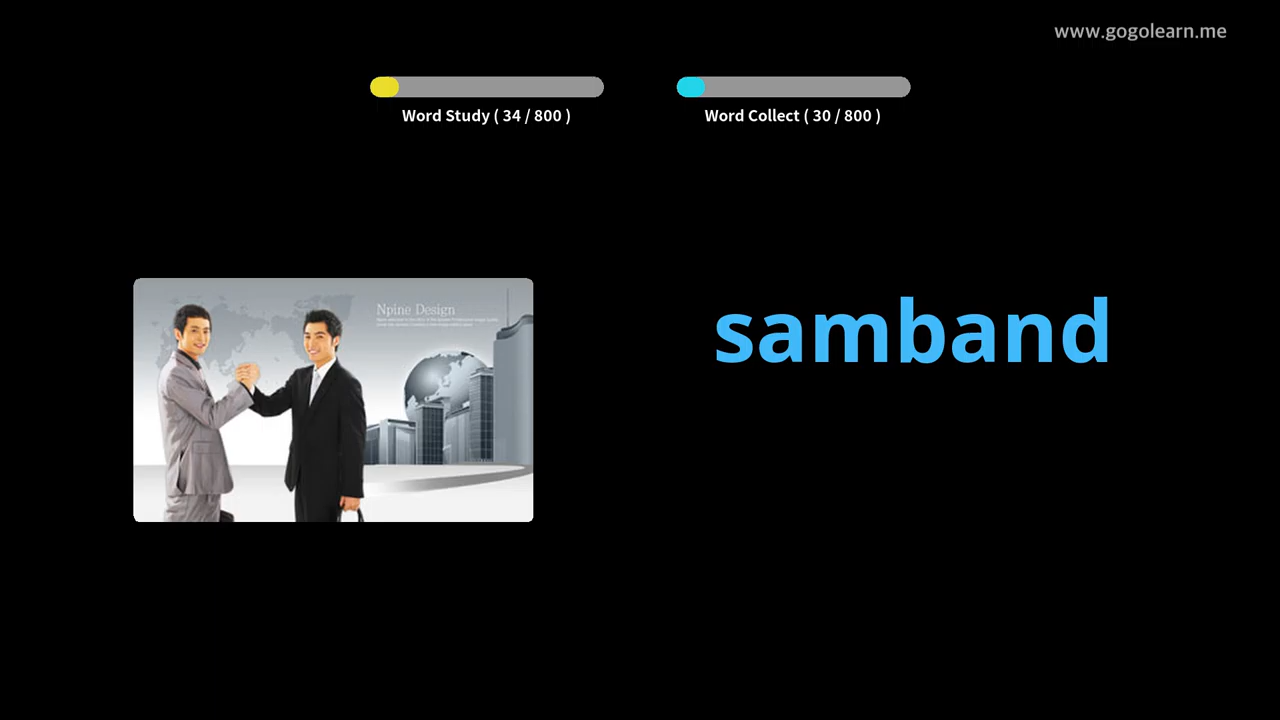 www.gogolearn.me
Word Study ( 34 / 800 )
Word Collect ( 30 / 800 )
Npine Design
samband